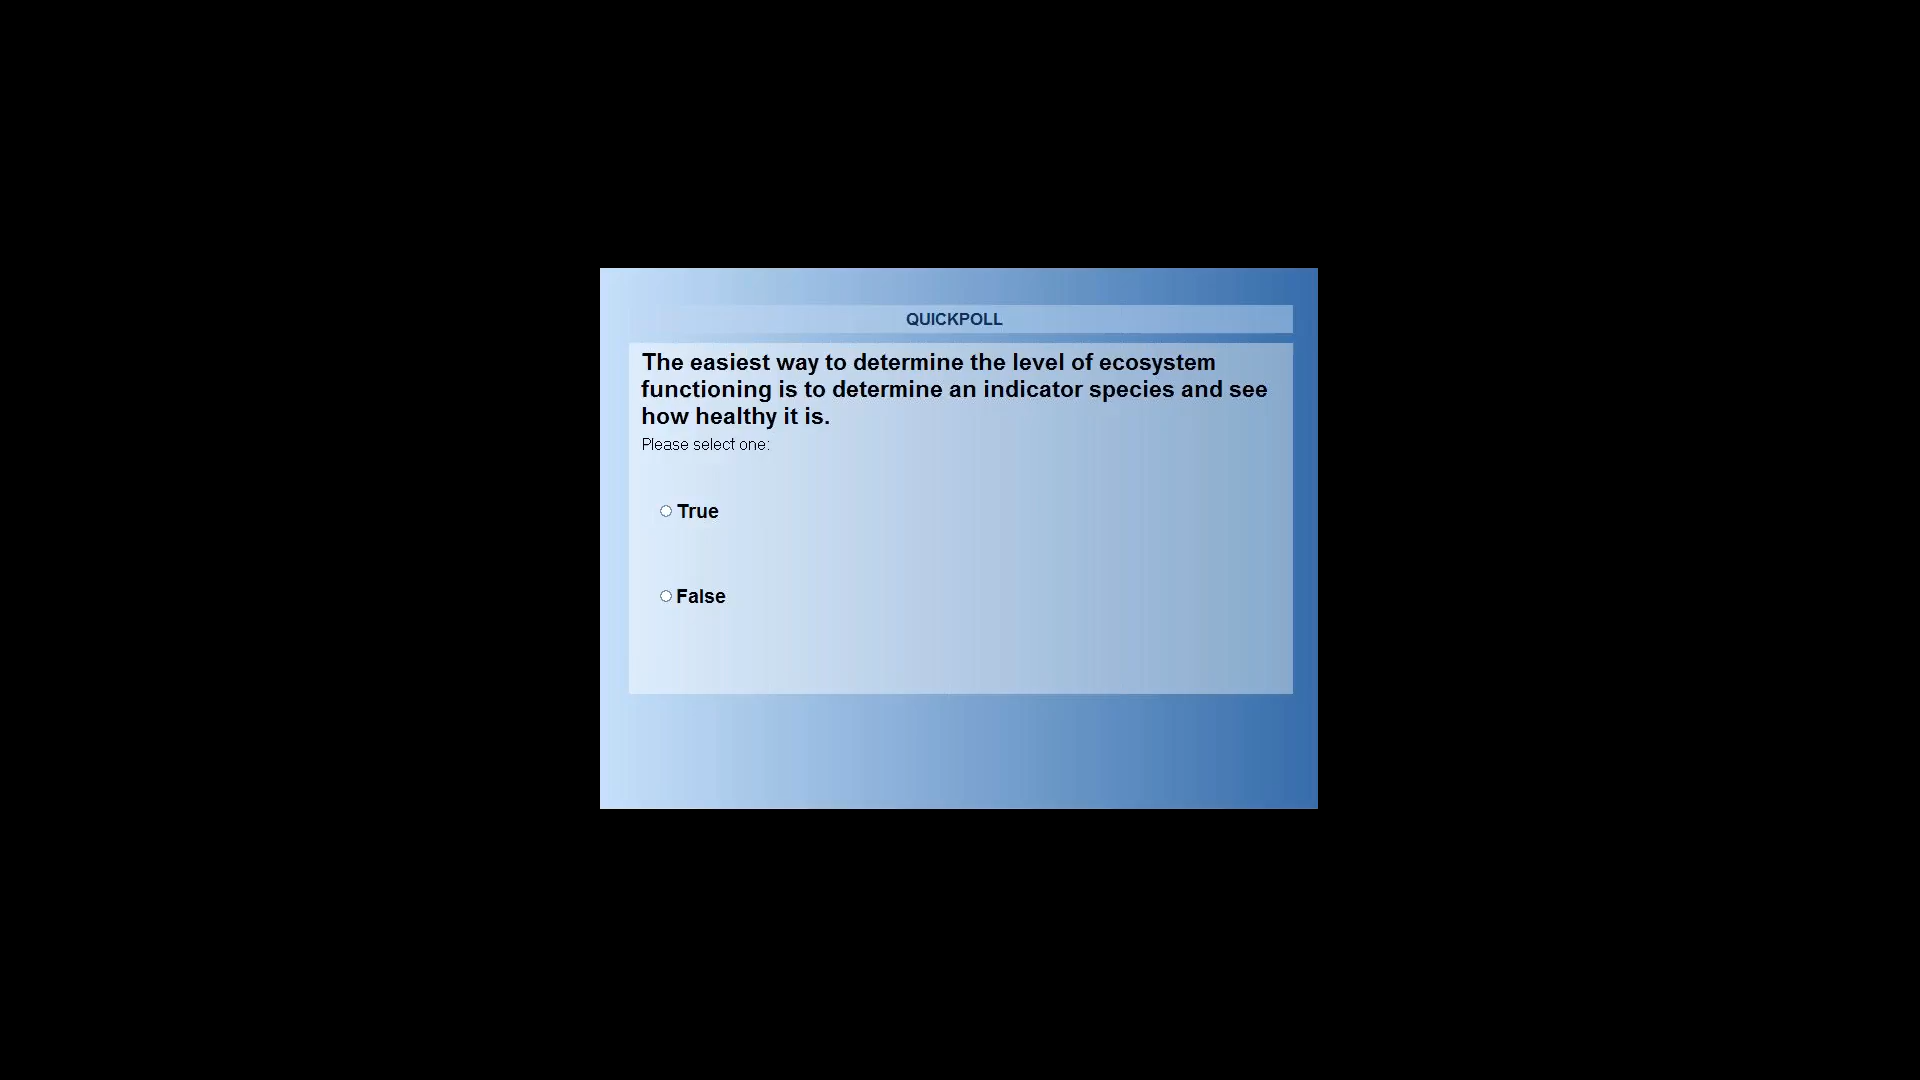 QUICKPOLL
The easiest way to determine the level of ecosystem
functioning is to determine an indicator species and see
how healthy it is.
Please select one:
True
False